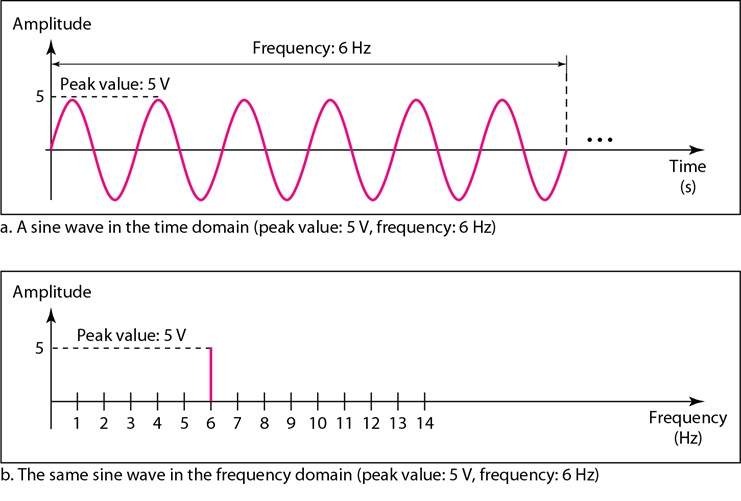 Amplitude
Frequency: 6 Hz
Peak value: 5 V
5
...
Time
(s)
a. A sine wave in the time domain (peak value: 5 V, frequency: 6 Hz)
Amplitude
Peak value: 5 V
5
1 2 3 4 5 6 7 8 9 10 11 12 13 14
Frequency
(Hz)
b. The same sine wave in the frequency domain (peak value: 5 V, frequency: 6 Hz)